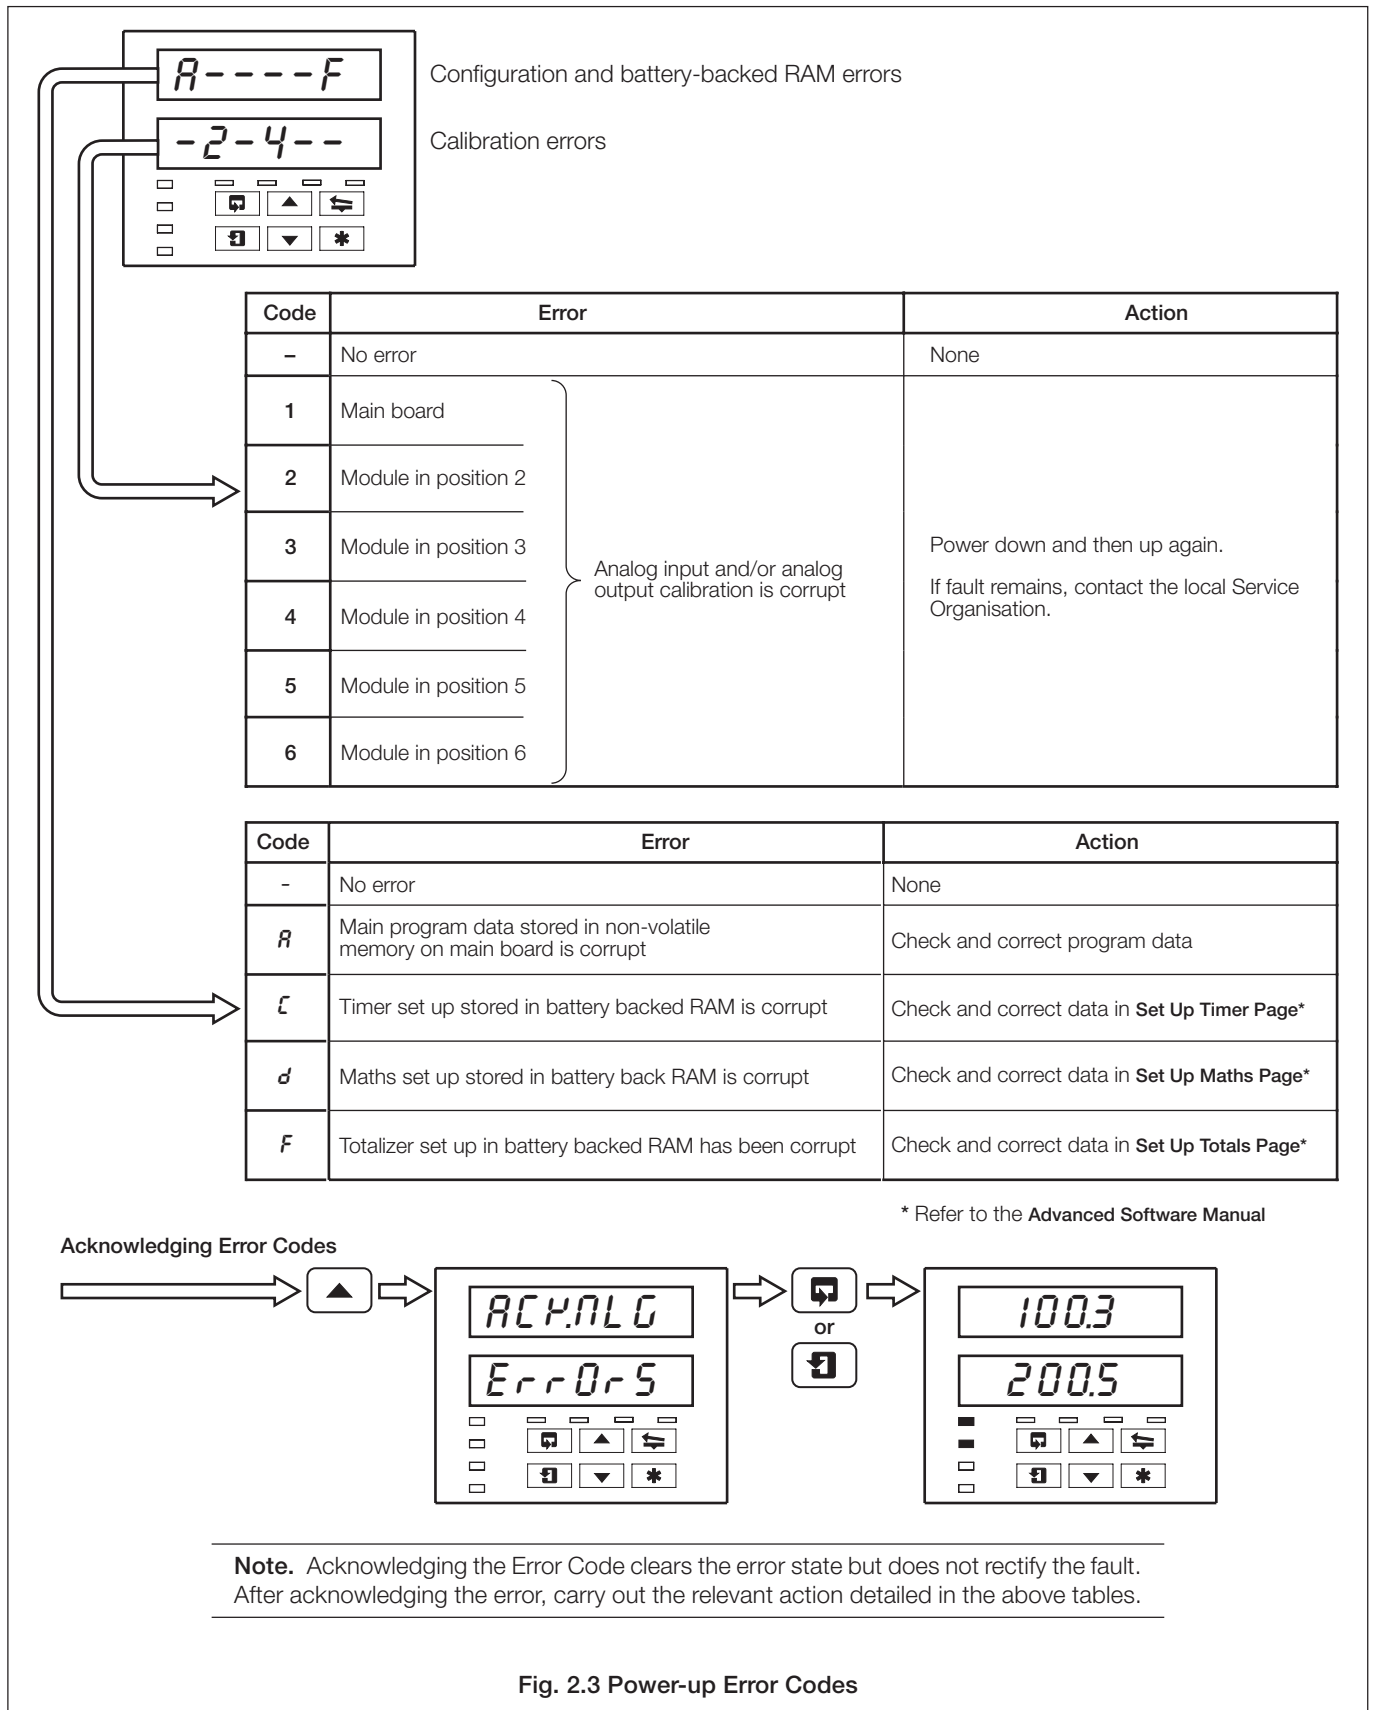 A----F
Configuration and battery-backed RAM errors
-2-4--
Calibration errors
Code Error Action
– No error None
1 Main board
2 Module in position 2
3 Module in position 3
4 Module in position 4
5 Module in position 5
6 Module in position 6
Analog input and/or analog
output calibration is corrupt
Power down and then up again.
If fault remains, contact the local Service
Organisation.
Code Error Action
- No error None
A Main program data stored in non-volatile
memory on main board is corrupt
Check and correct program data
C Timer set up stored in battery backed RAM is corrupt Check and correct data in Set Up Timer Page*
d Maths set up stored in battery back RAM is corrupt Check and correct data in Set Up Maths Page*
F Totalizer set up in battery backed RAM has been corrupt Check and correct data in Set Up Totals Page*
* Refer to the Advanced Software Manual
Acknowledging Error Codes
ErrOrS
or
100.3
200.5
Note. Acknowledging the Error Code clears the error state but does not rectify the fault.
After acknowledging the error, carry out the relevant action detailed in the above tables.
Fig. 2.3 Power-up Error Codes